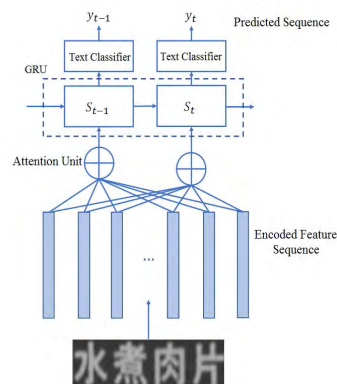 y_{t-1} y_t Predicted Sequence
Text Classifier Text Classifier
GRU
S_{t-1} S_t
Attention Unit
Encoded Feature Sequence
...
水煮肉片